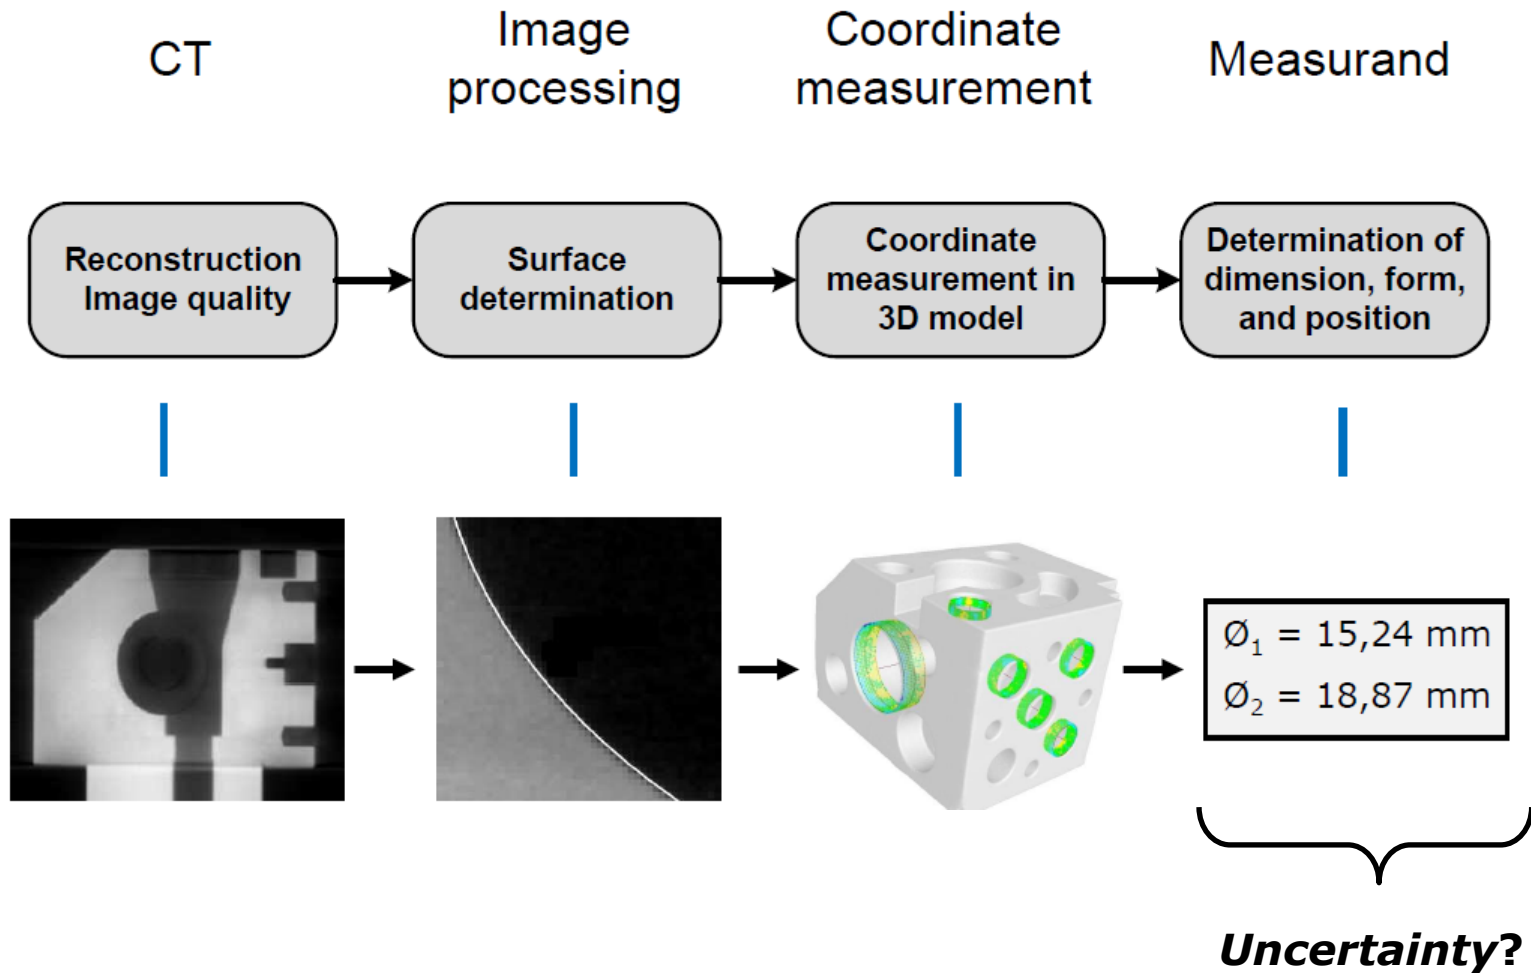 CT
Image
processing
Coordinate
measurement
Measurand
Reconstruction
Image quality
Surface
determination
Coordinate
measurement in
3D model
Determination of
dimension, form,
and position
Ø₁ = 15,24 mm
Ø₂ = 18,87 mm
Uncertainty?